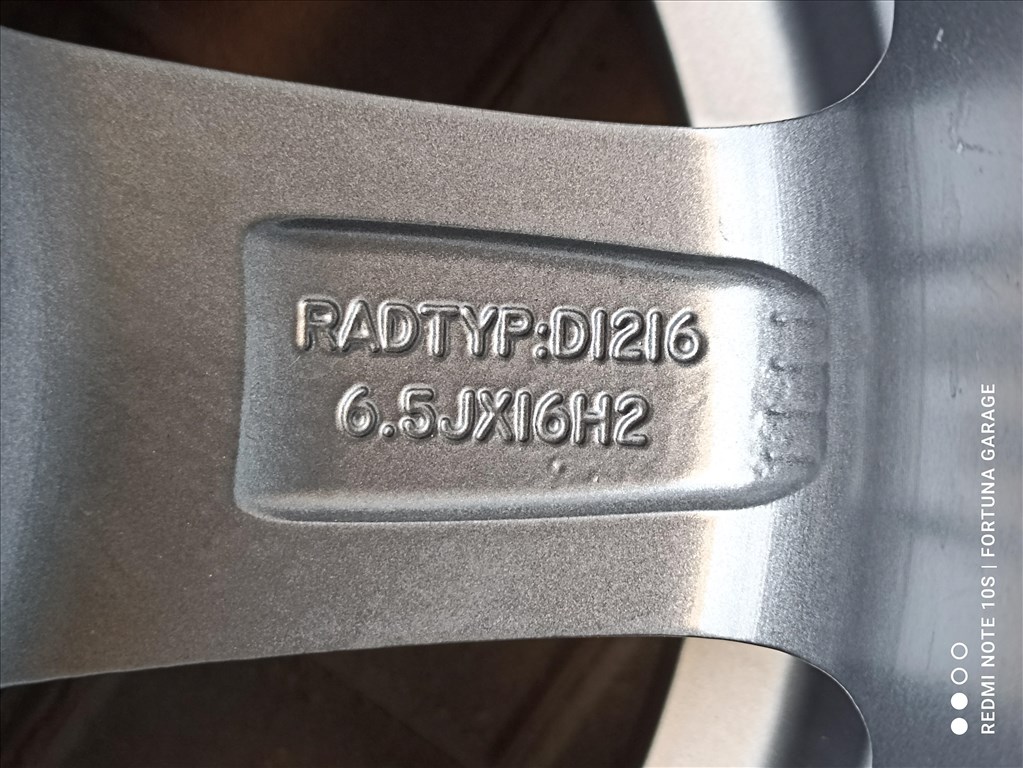 RADTYP:D1216
6.5JX16H2
REDMI NOTE 10S | FORTUNA GARAGE